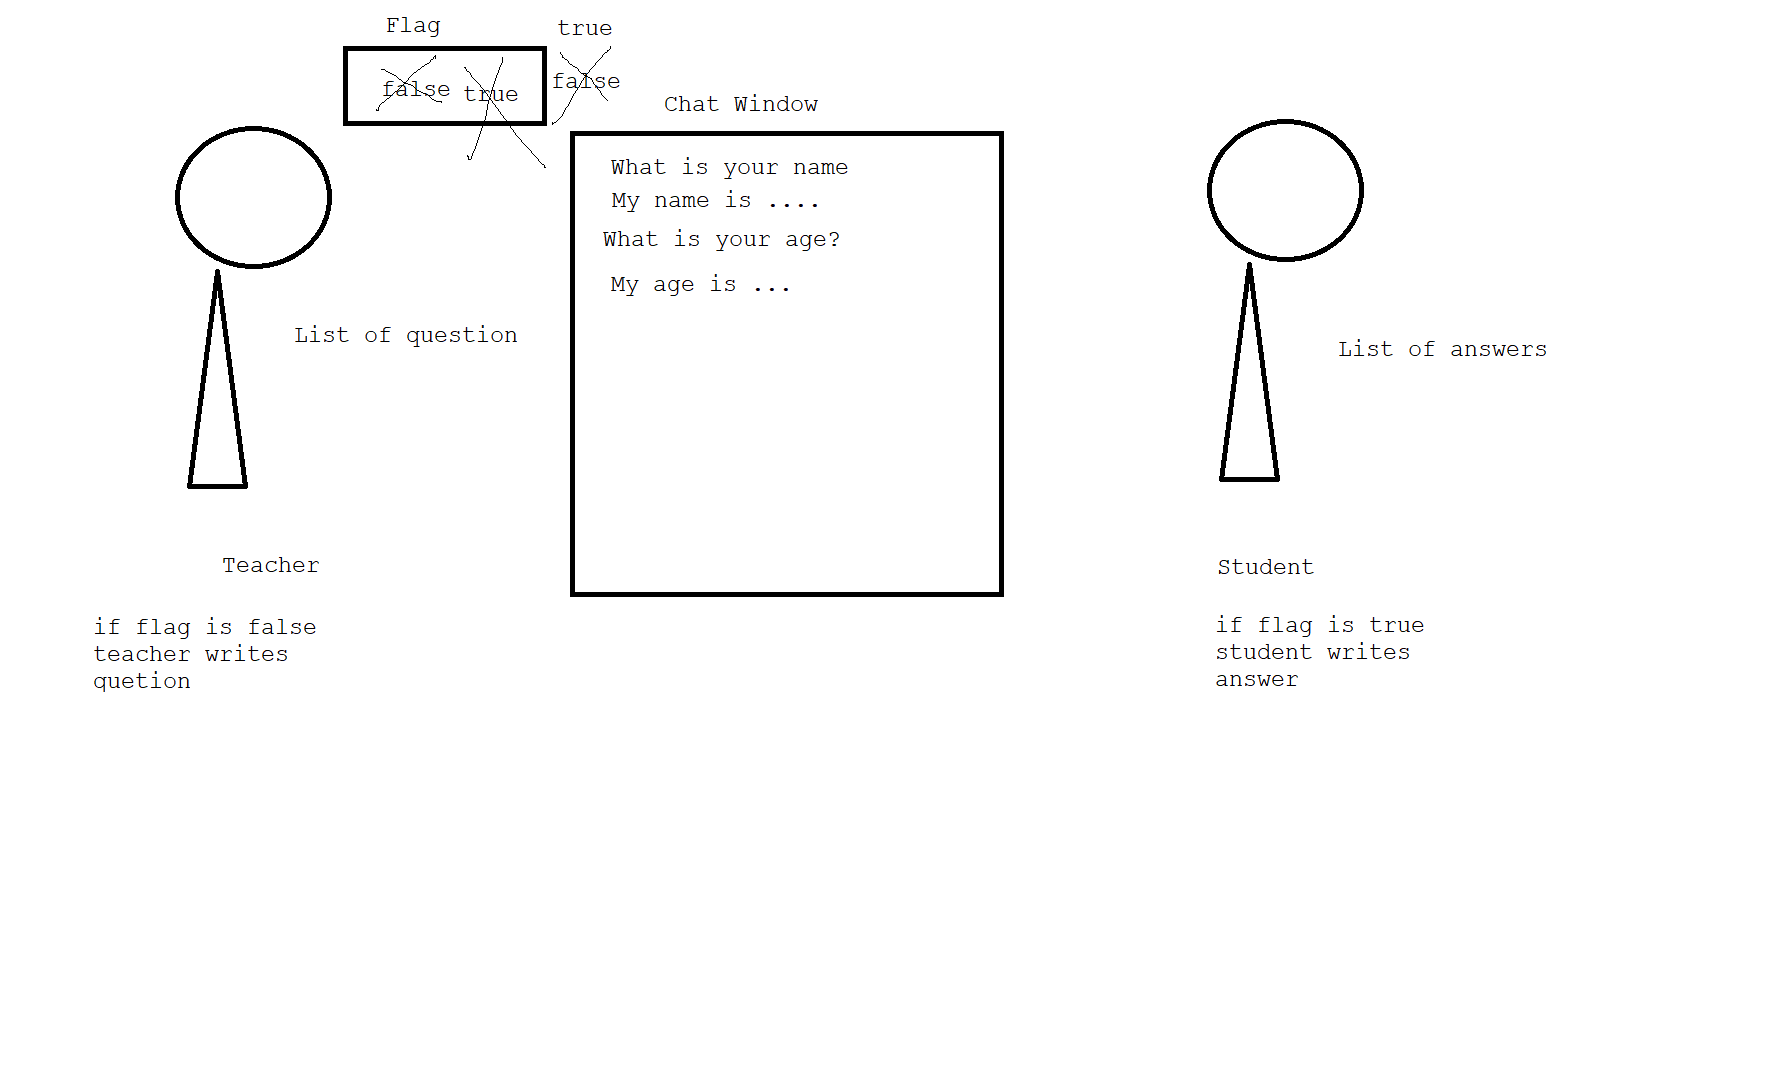 Flag
true
false true
false
Chat Window
What is your name
My name is ....
What is your age?
My age is ...
List of question
List of answers
Teacher
if flag is false
teacher writes
quetion
Student
if flag is true
student writes
answer